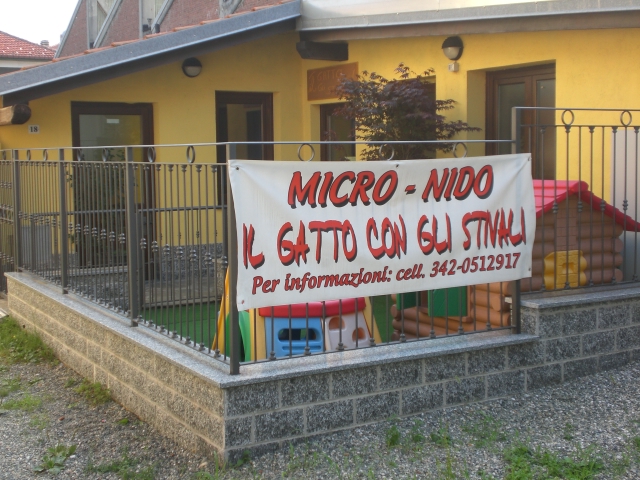 MICRO - NIDO
IL GATTO CON GLI STIVALI
Per informazioni: cell. 342-0512917